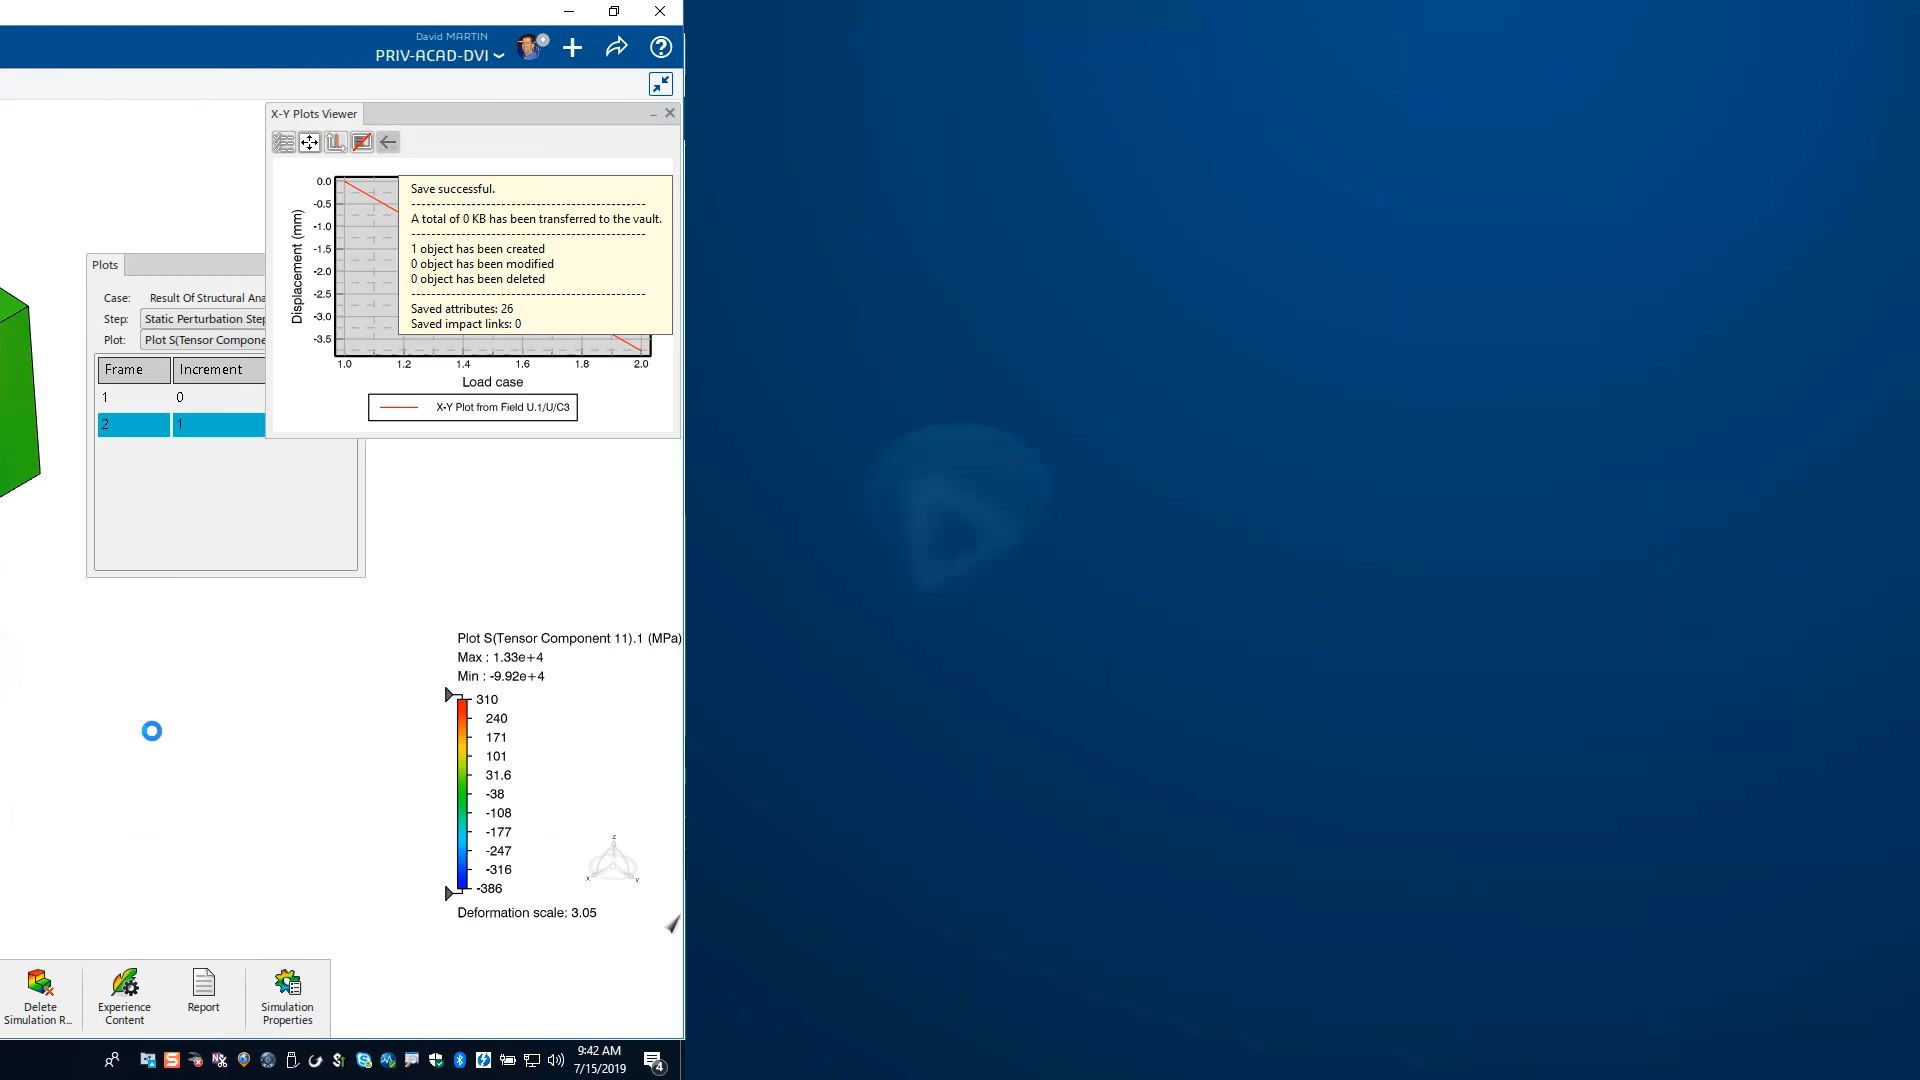 David MARTIN
PRIV-ACAD-DVI
X-Y Plots Viewer
0.0
-0.5
-1.0
-1.5
-2.0
-2.5
-3.0
-3.5
Displacement (mm)
1.0 1.2 1.4 1.6 1.8 2.0
Load case
X-Y Plot from Field U.1/U/C3
Save successful.
A total of 0 KB has been transferred to the vault.
1 object has been created
0 object has been modified
0 object has been deleted
Saved attributes: 26
Saved impact links: 0
Plots
Case: Result Of Structural Ana
Step: Static Perturbation Step
Plot: Plot S(Tensor Compone
Frame Increment
1 0
2 1
Plot S(Tensor Component 11).1 (MPa)
Max : 1.33e+4
Min : -9.92e+4
310
240
171
101
31.6
-38
-108
-177
-247
-316
-386
Deformation scale: 3.05
Z
X
Y
Delete
Simulation R...
Experience
Content
Report
Simulation
Properties
9:42 AM
7/15/2019
4